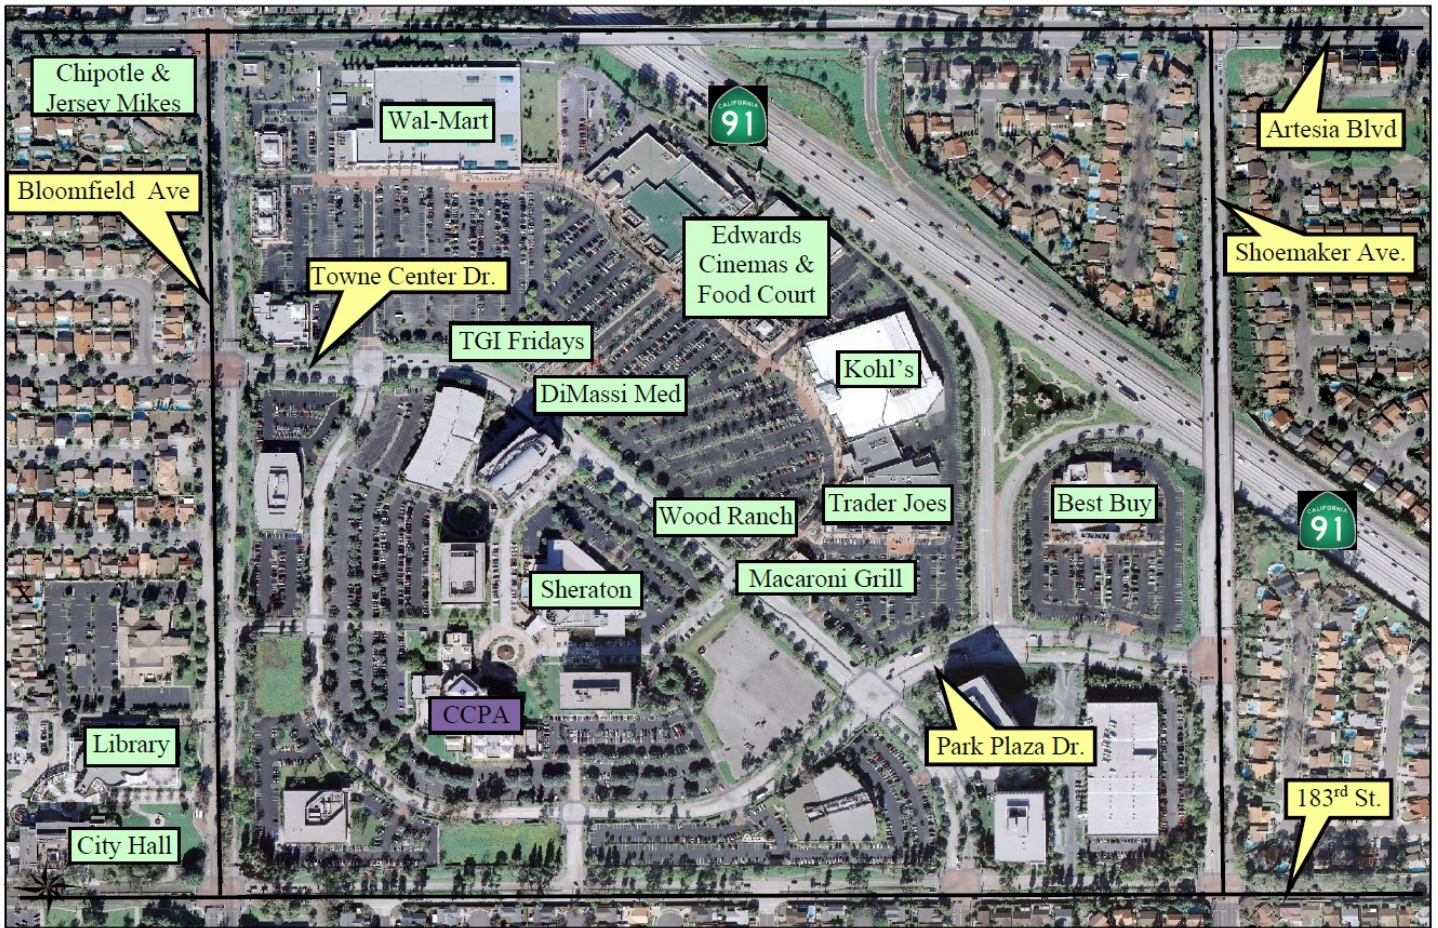 Chipotle &
Jersey Mikes
Wal-Mart
CALIFORNIA
91
Artesia Blvd
Bloomfield Ave
Edwards
Cinemas &
Food Court
Shoemaker Ave.
Towne Center Dr.
TGI Fridays
Kohl's
DiMassi Med
Trader Joes
Best Buy
Wood Ranch
CALIFORNIA
91
Macaroni Grill
Sheraton
CCPA
Library
Park Plaza Dr.
183rd St.
City Hall